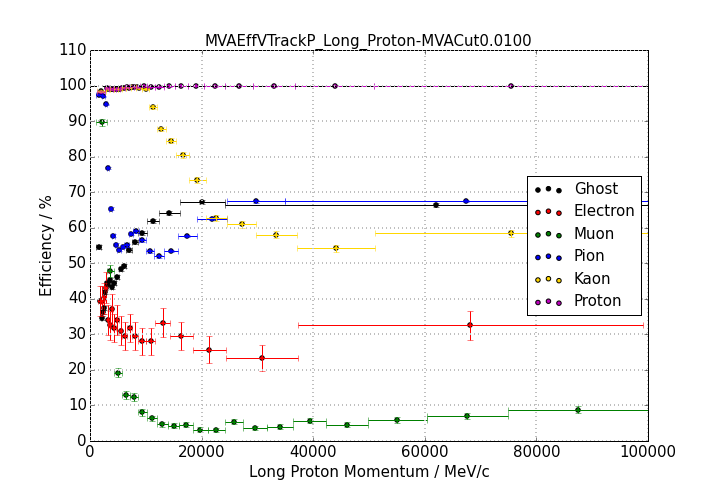 MVAEffVTrackP_Long_Proton-MVACut0.0100
110
100
90
80
70
60
50
40
30
20
10
0
Efficiency / %
Ghost
Electron
Muon
Pion
Kaon
Proton
0 20000 40000 60000 80000 100000
Long Proton Momentum / MeV/c